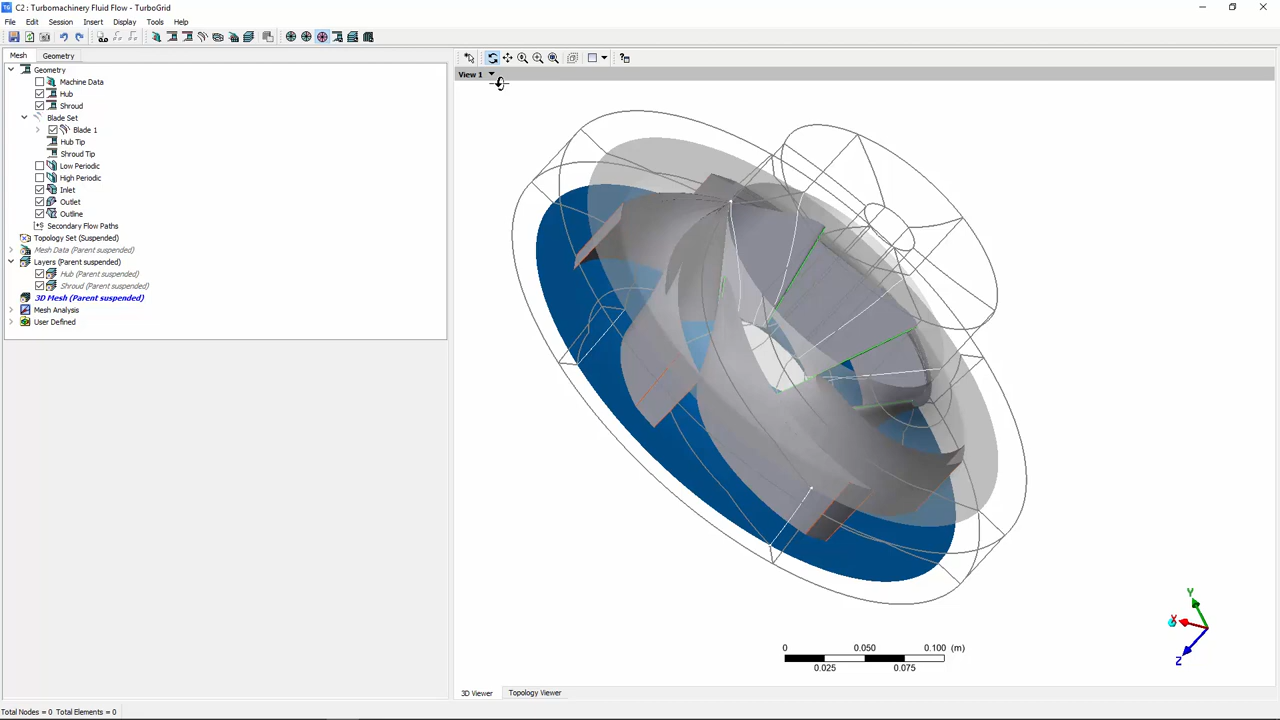 C2 : Turbomachinery Fluid Flow - TurboGrid
File Edit Session Insert Display Tools Help
Mesh Geometry
Geometry
Machine Data
Hub
Shroud
Blade Set
Blade 1
Hub Tip
Shroud Tip
Low Periodic
High Periodic
Inlet
Outlet
Outline
Secondary Flow Paths
Topology Set (Suspended)
Mesh Data (Parent suspended)
Layers (Parent suspended)
Hub (Parent suspended)
Shroud (Parent suspended)
3D Mesh (Parent suspended)
Mesh Analysis
User Defined
View 1
Y
X
Z
0 0.050 0.100 (m)
0.025 0.075
3D Viewer Topology Viewer
Total Nodes = 0 Total Elements = 0